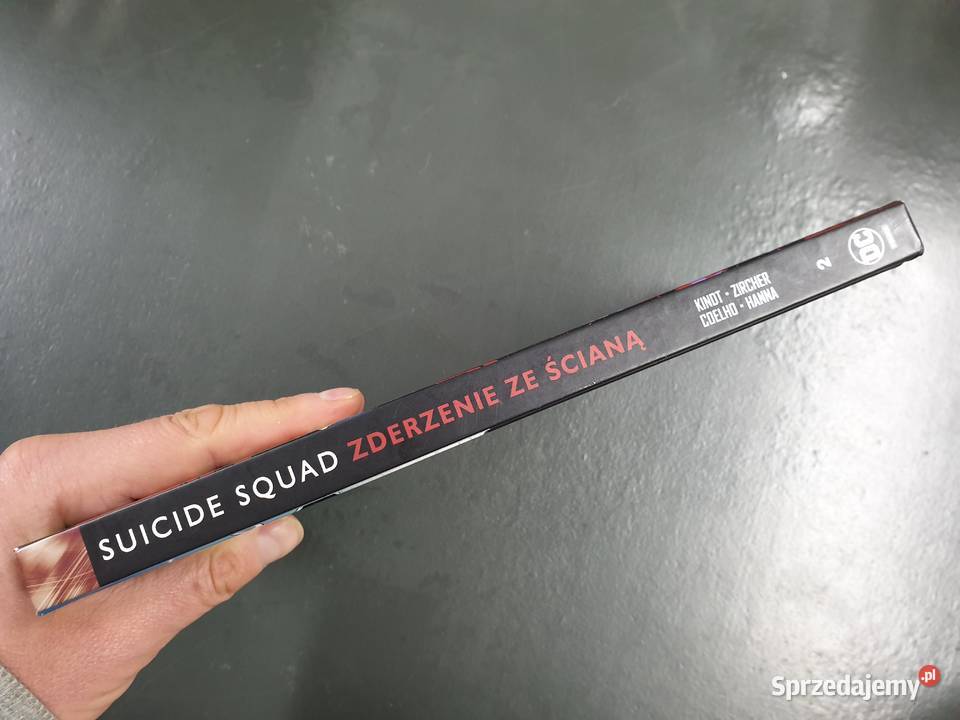 SUICIDE SQUAD ZDERZENIE ZE ŚCIANĄ
KINDT - ZIRCHER
COELHO - HANNA
2
DC
Sprzedajemy.pl